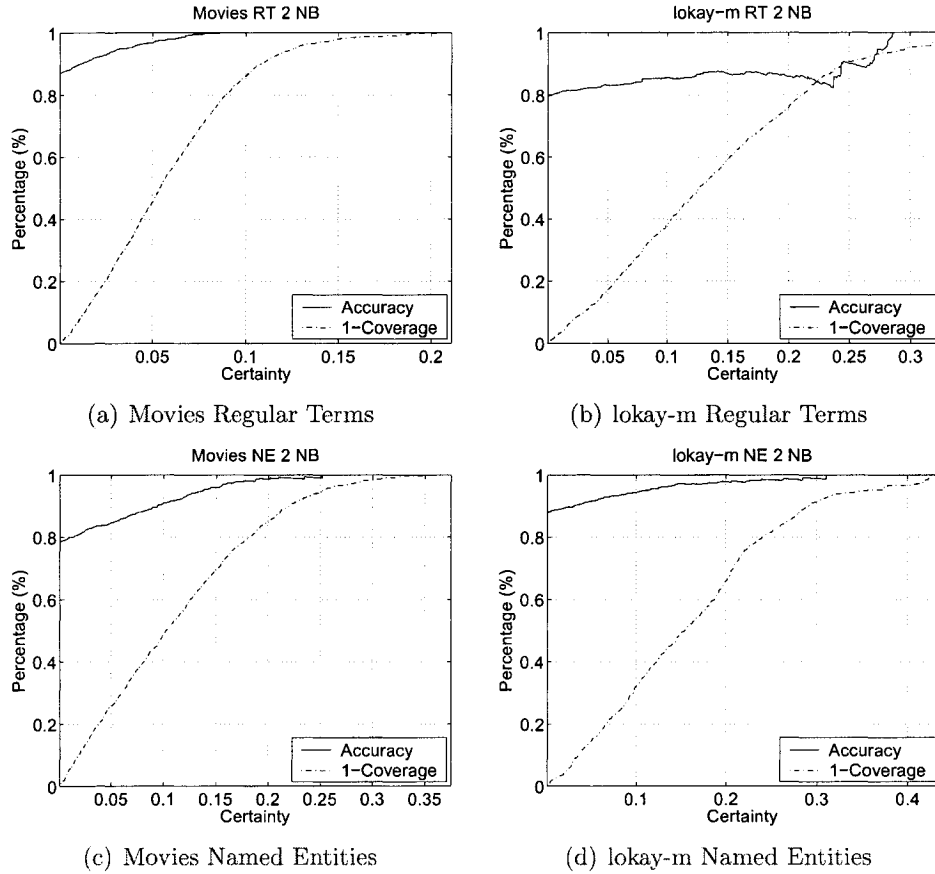 Movies RT 2 NB
1
0.8
0.6
0.4
0.2
0
Percentage (%)
0.05 0.1 0.15 0.2
Certainty
Accuracy
1-Coverage
(a) Movies Regular Terms
lokay-m RT 2 NB
1
0.8
0.6
0.4
0.2
0
Percentage (%)
0.05 0.1 0.15 0.2 0.25 0.3
Certainty
Accuracy
1-Coverage
(b) lokay-m Regular Terms
Movies NE 2 NB
1
0.8
0.6
0.4
0.2
0
Percentage (%)
0.05 0.1 0.15 0.2 0.25 0.3 0.35
Certainty
Accuracy
1-Coverage
(c) Movies Named Entities
lokay-m NE 2 NB
1
0.8
0.6
0.4
0.2
0
Percentage (%)
0.1 0.2 0.3 0.4
Certainty
Accuracy
1-Coverage
(d) lokay-m Named Entities